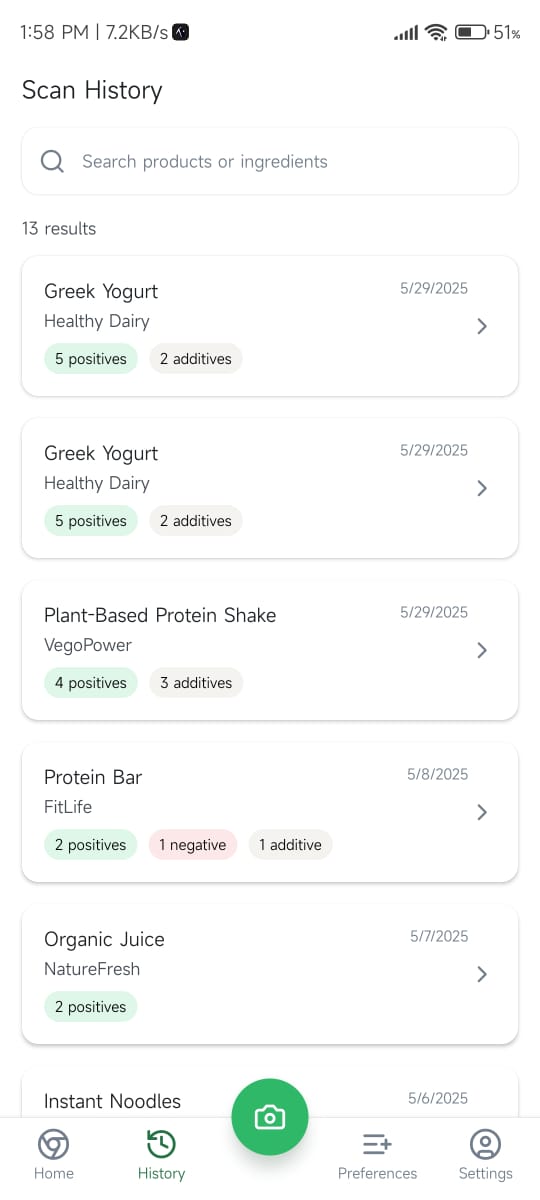 1:58 PM | 7.2KB/s 51%
Scan History
Search products or ingredients
13 results
Greek Yogurt 5/29/2025
Healthy Dairy
5 positives 2 additives
Greek Yogurt 5/29/2025
Healthy Dairy
5 positives 2 additives
Plant-Based Protein Shake 5/29/2025
VegoPower
4 positives 3 additives
Protein Bar 5/8/2025
FitLife
2 positives 1 negative 1 additive
Organic Juice 5/7/2025
NatureFresh
2 positives
Instant Noodles 5/6/2025
Home History Preferences Settings